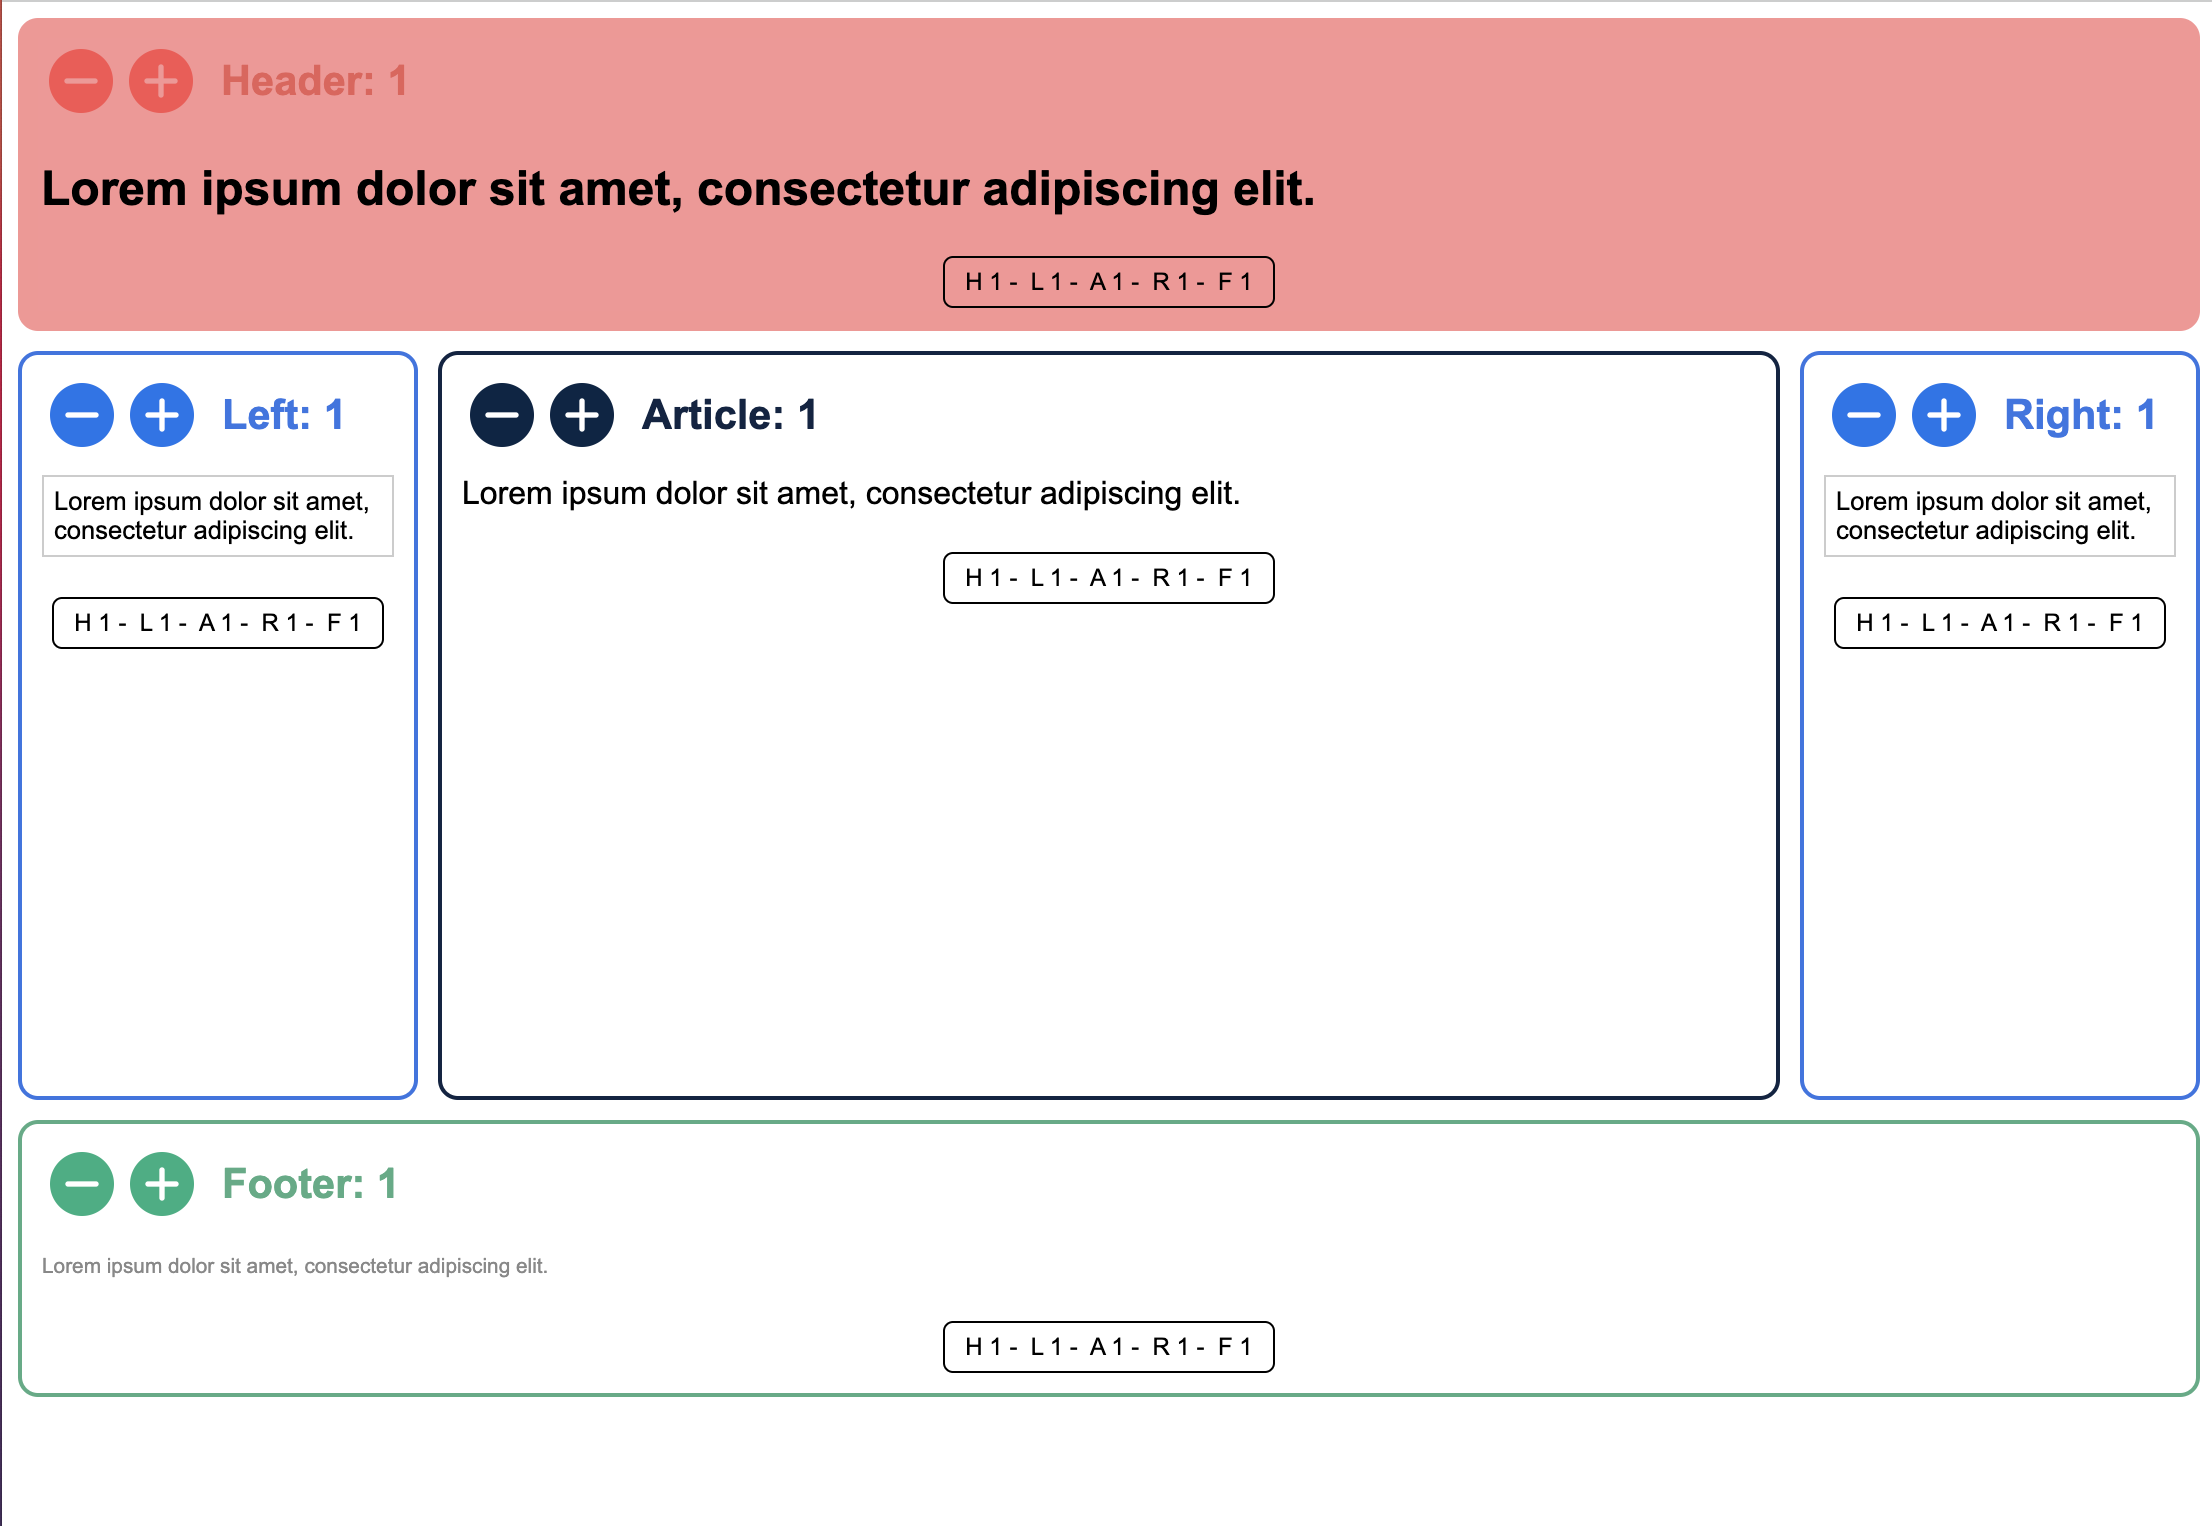 Header: 1
Lorem ipsum dolor sit amet, consectetur adipiscing elit.
H 1 - L 1 - A 1 - R 1 - F 1
Left: 1
Lorem ipsum dolor sit amet,
consectetur adipiscing elit.
H 1 - L 1 - A 1 - R 1 - F 1
Article: 1
Lorem ipsum dolor sit amet, consectetur adipiscing elit.
H 1 - L 1 - A 1 - R 1 - F 1
Right: 1
Lorem ipsum dolor sit amet,
consectetur adipiscing elit.
H 1 - L 1 - A 1 - R 1 - F 1
Footer: 1
Lorem ipsum dolor sit amet, consectetur adipiscing elit.
H 1 - L 1 - A 1 - R 1 - F 1